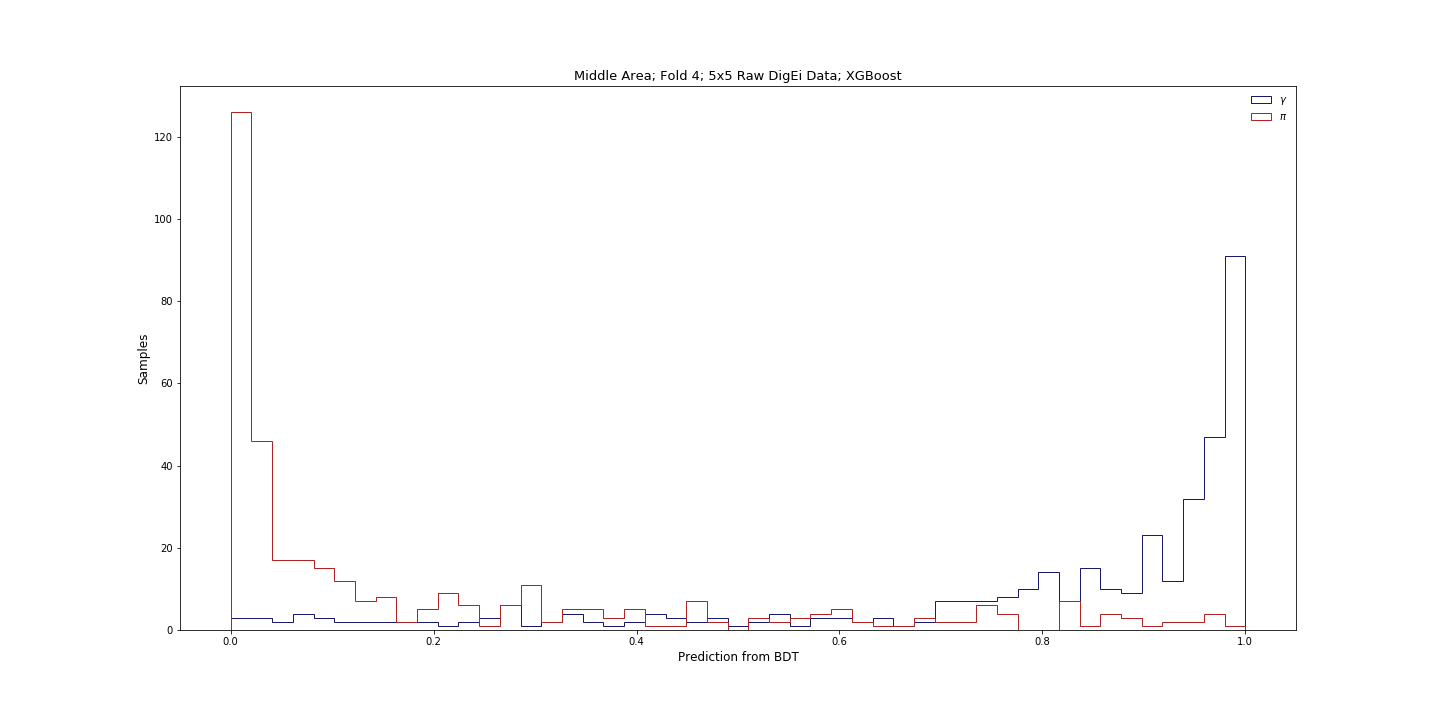 Middle Area; Fold 4; 5x5 Raw DigEi Data; XGBoost
γ
π
120
100
80
60
40
20
0
Samples
0.0 0.2 0.4 0.6 0.8 1.0
Prediction from BDT